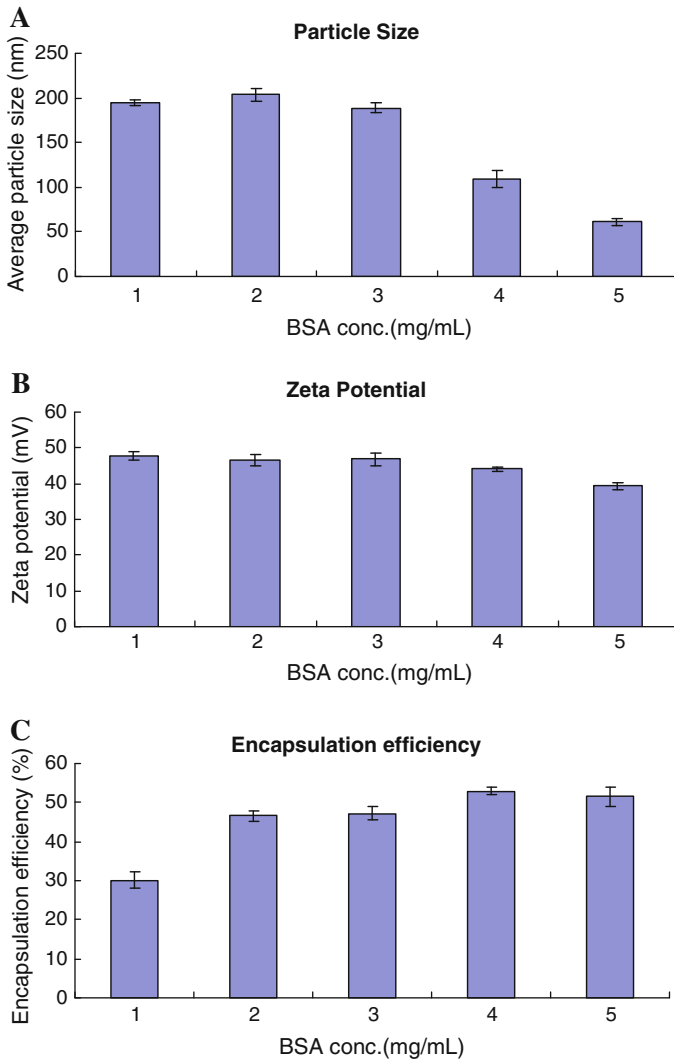 A
Particle Size
Average particle size (nm)
250
200
150
100
50
0
1 2 3 4 5
BSA conc.(mg/mL)
B
Zeta Potential
Zeta potential (mV)
60
50
40
30
20
10
0
1 2 3 4 5
BSA conc.(mg/mL)
C
Encapsulation efficiency
Encapsulation efficiency (%)
60
50
40
30
20
10
0
1 2 3 4 5
BSA conc.(mg/mL)